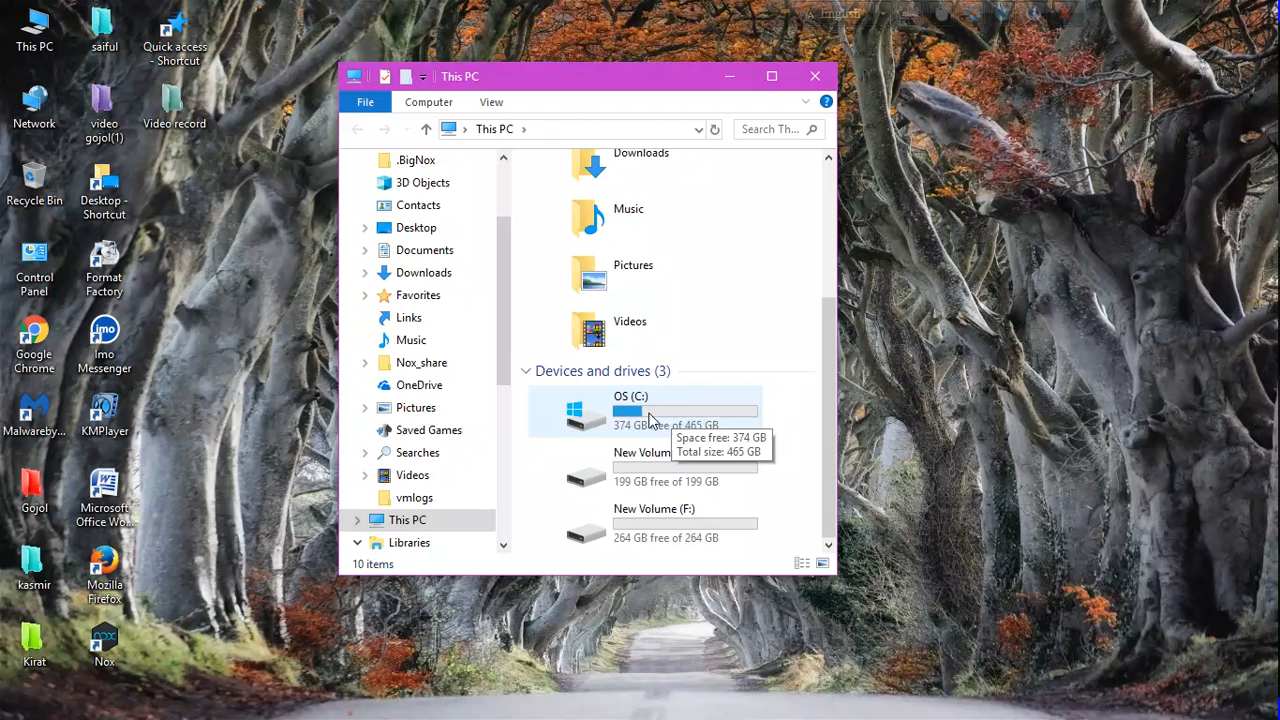 English
This PC
saiful
Quick access
- Shortcut
Network
video
gojol(1)
Video record
Recycle Bin
Desktop -
Shortcut
Control
Panel
Format
Factory
Google
Chrome
Imo
Messenger
Malwareby...
KMPlayer
Gojol
Microsoft
Office Wo...
kasmir
Mozilla
Firefox
Kirat
Nox
This PC
File
Computer
View
This PC
Search Th...
.BigNox
3D Objects
Contacts
Desktop
Documents
Downloads
Favorites
Links
Music
Nox_share
OneDrive
Pictures
Saved Games
Searches
Videos
vmlogs
This PC
Libraries
Downloads
Music
Pictures
Videos
Devices and drives (3)
OS (C:)
374 GB free of 465 GB
Space free: 374 GB
Total size: 465 GB
New Volum
199 GB free of 199 GB
New Volume (F:)
264 GB free of 264 GB
10 items